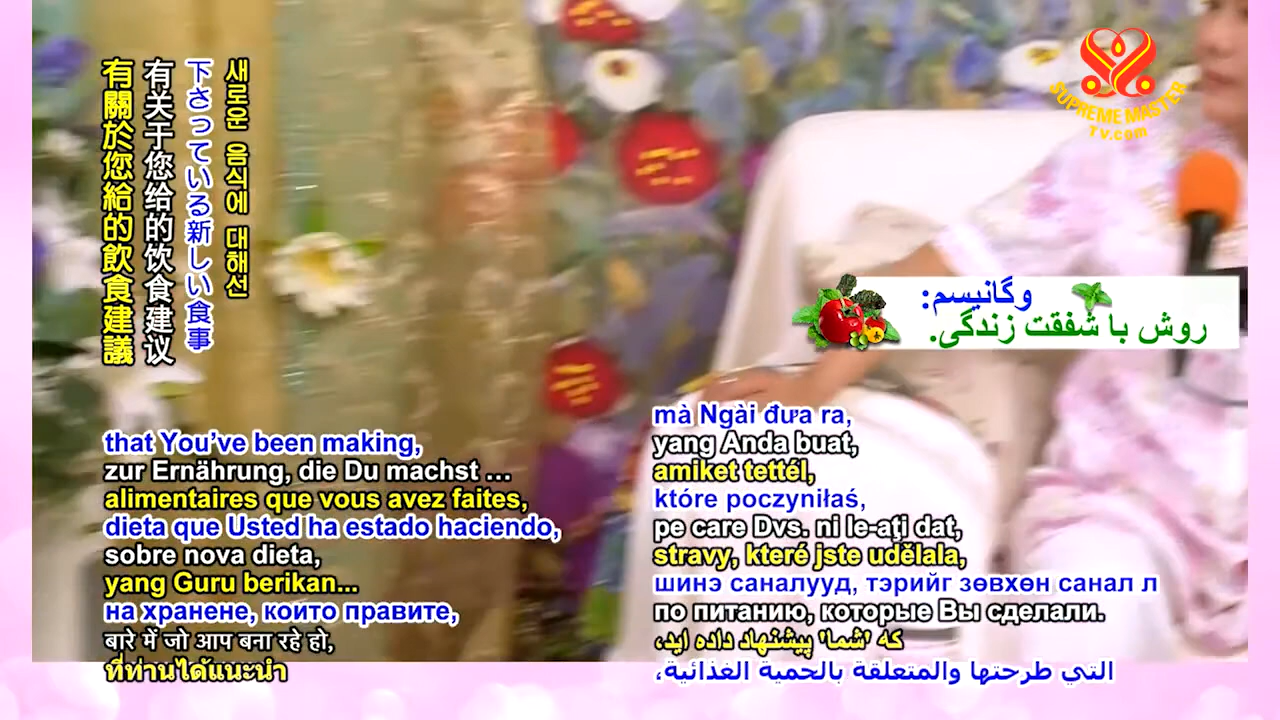 SUPREME MASTER
TV.com
새로운 음식에 대해선
下さっている新しい食事
有关于您给的饮食建议
有關於您給的飲食建議
وگانیسم:
روش با شفقت زندگی.
that You’ve been making,
zur Ernährung, die Du machst …
alimentaires que vous avez faites,
dieta que Usted ha estado haciendo,
sobre nova dieta,
yang Guru berikan...
на хранене, които правите,
बारे में जो आप बना रहे हो,
ที่ท่านได้แนะนำ
mà Ngài đưa ra,
yang Anda buat,
amiket tettél,
które poczyniłaś,
pe care Dvs. ni le-aţi dat,
stravy, které jste udělala,
шинэ саналууд, тэрийг зөвхөн санал л
по питанию, которые Вы сделали.
که 'شما' پیشنهاد داده اید،
التي طرحتها والمتعلقة بالحمية الغذائية،